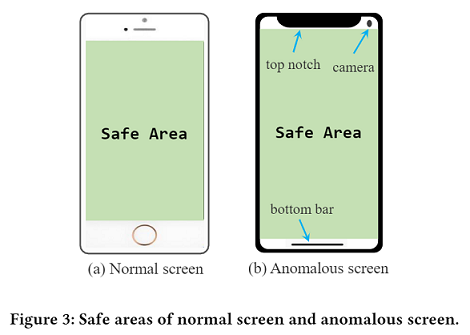 top notch
camera
Safe Area
Safe Area
bottom bar
(a) Normal screen
(b) Anomalous screen
Figure 3: Safe areas of normal screen and anomalous screen.